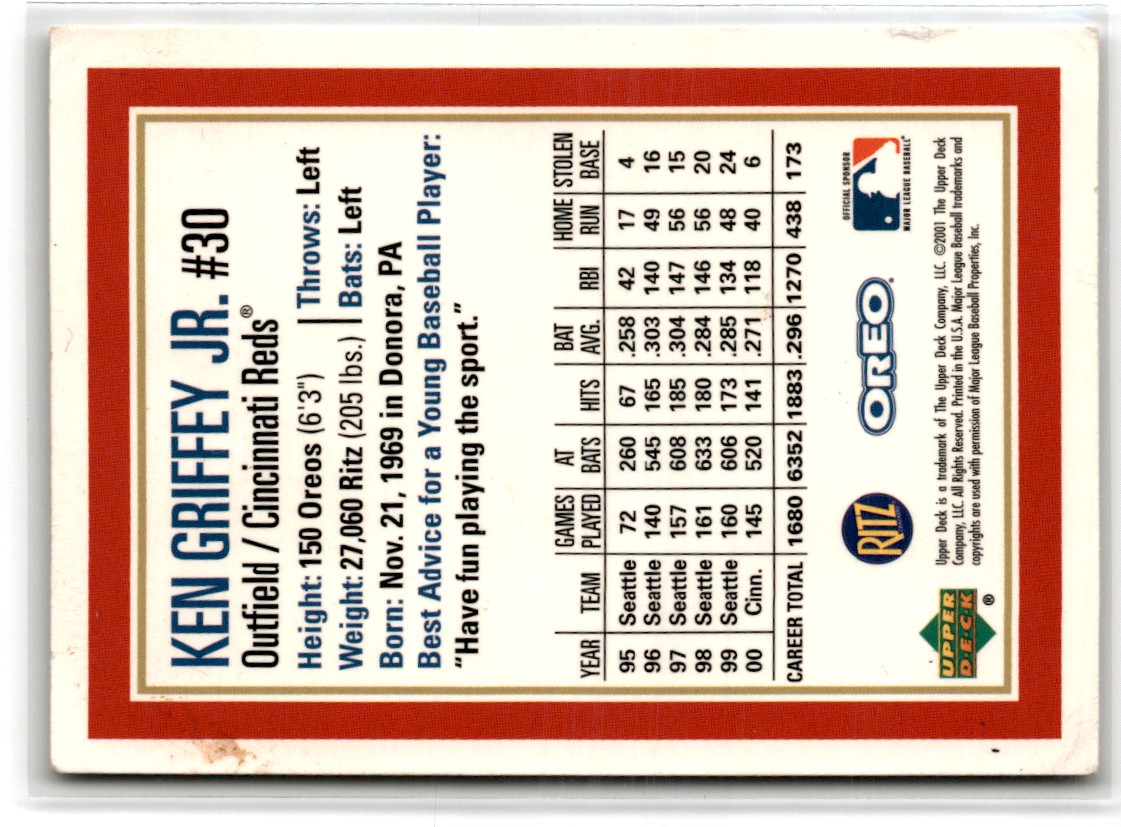 KEN GRIFFEY JR. #30
Outfield / Cincinnati Reds®
Height: 150 Oreos (6'3") | Throws: Left
Weight: 27,060 Ritz (205 lbs.) | Bats: Left
Born: Nov. 21, 1969 in Donora, PA
Best Advice for a Young Baseball Player:
“Have fun playing the sport.”
YEAR TEAM GAMES PLAYED AT BATS HITS BAT AVG. RBI HOME RUN STOLEN BASE
95 Seattle 72 260 67 .258 42 17 4
96 Seattle 140 545 165 .303 140 49 16
97 Seattle 157 608 185 .304 147 56 15
98 Seattle 161 633 180 .284 146 56 20
99 Seattle 160 606 173 .285 134 48 24
00 Cinn. 145 520 141 .271 118 40 6
CAREER TOTAL 1680 6352 1883 .296 1270 438 173
RITZ
OREO
OFFICIAL SPONSOR
MAJOR LEAGUE BASEBALL
UPPER
D•E•C•K
®
Upper Deck is a trademark of The Upper Deck Company, LLC. ©2001 The Upper Deck
Company, LLC. All Rights Reserved. Printed in the U.S.A. Major League Baseball trademarks and
copyrights are used with permission of Major League Baseball Properties, Inc.